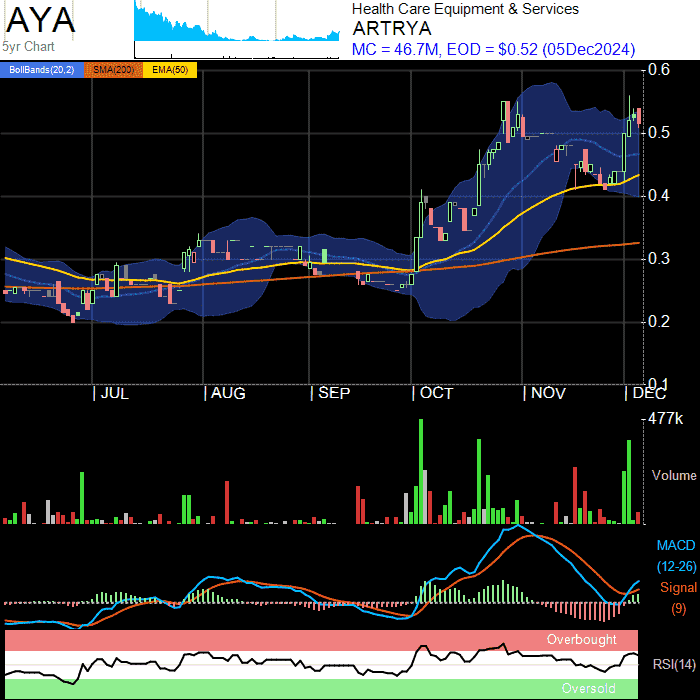 AYA
5yr Chart
Health Care Equipment & Services
ARTRYA
MC = 46.7M, EOD = $0.52 (05Dec2024)
BollBands(20,2) SMA(200) EMA(50)
0.6
0.5
0.4
0.3
0.2
0.1
JUL AUG SEP OCT NOV DEC
477k
Volume
MACD
(12-26)
Signal
(9)
Overbought
RSI(14)
Oversold